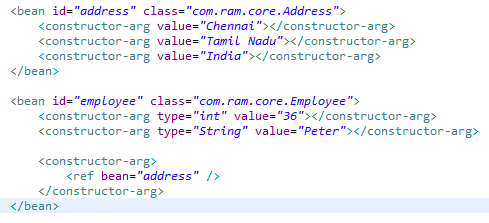 <bean id="address" class="com.ram.core.Address">
<constructor-arg value="Chennai"></constructor-arg>
<constructor-arg value="Tamil Nadu"></constructor-arg>
<constructor-arg value="India"></constructor-arg>
</bean>
<bean id="employee" class="com.ram.core.Employee">
<constructor-arg type="int" value="36"></constructor-arg>
<constructor-arg type="String" value="Peter"></constructor-arg>
<constructor-arg>
<ref bean="address" />
</constructor-arg>
</bean>